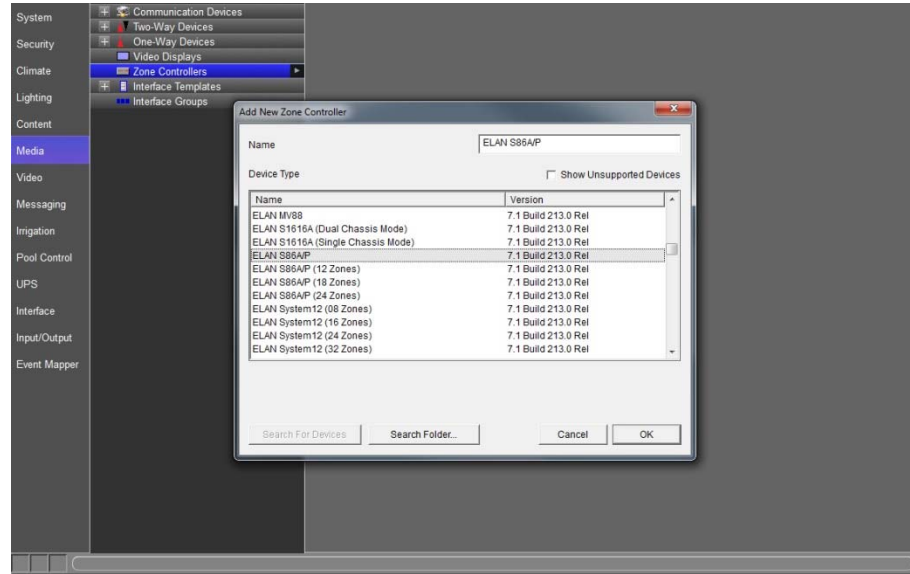 System
Security
Climate
Lighting
Content
Media
Video
Messaging
Irrigation
Pool Control
UPS
Interface
Input/Output
Event Mapper
Communication Devices
Two-Way Devices
One-Way Devices
Video Displays
Zone Controllers
Interface Templates
Interface Groups
Add New Zone Controller
Name ELAN S86A/P
Device Type Show Unsupported Devices
Name Version
ELAN MV88 7.1 Build 213.0 Rel
ELAN S1616A (Dual Chassis Mode) 7.1 Build 213.0 Rel
ELAN S1616A (Single Chassis Mode) 7.1 Build 213.0 Rel
ELAN S86A/P 7.1 Build 213.0 Rel
ELAN S86A/P (12 Zones) 7.1 Build 213.0 Rel
ELAN S86A/P (18 Zones) 7.1 Build 213.0 Rel
ELAN S86A/P (24 Zones) 7.1 Build 213.0 Rel
ELAN System12 (08 Zones) 7.1 Build 213.0 Rel
ELAN System12 (16 Zones) 7.1 Build 213.0 Rel
ELAN System12 (24 Zones) 7.1 Build 213.0 Rel
ELAN System12 (32 Zones) 7.1 Build 213.0 Rel
Search For Devices Search Folder... Cancel OK